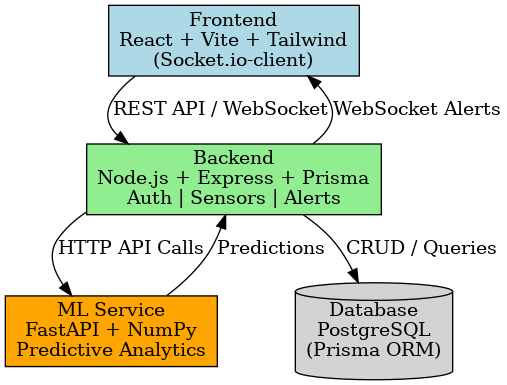 Frontend
React + Vite + Tailwind
(Socket.io-client)
REST API / WebSocket
WebSocket Alerts
Backend
Node.js + Express + Prisma
Auth | Sensors | Alerts
HTTP API Calls
Predictions
CRUD / Queries
ML Service
FastAPI + NumPy
Predictive Analytics
Database
PostgreSQL
(Prisma ORM)